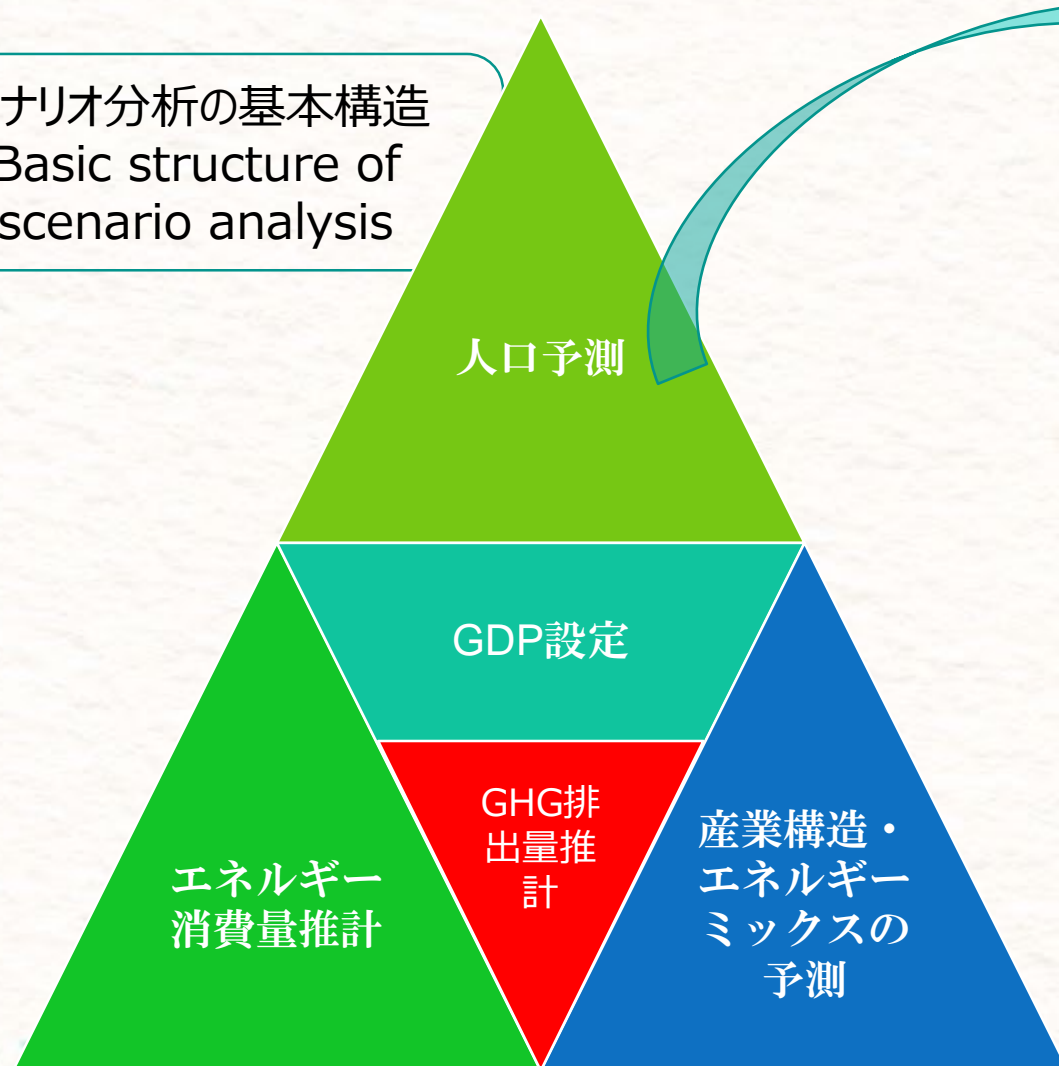 ナリオ分析の基本構造
Basic structure of
scenario analysis
人口予測
GDP設定
GHG排
出量推
計
エネルギー
消費量推計
産業構造・
エネルギー
ミックスの
予測